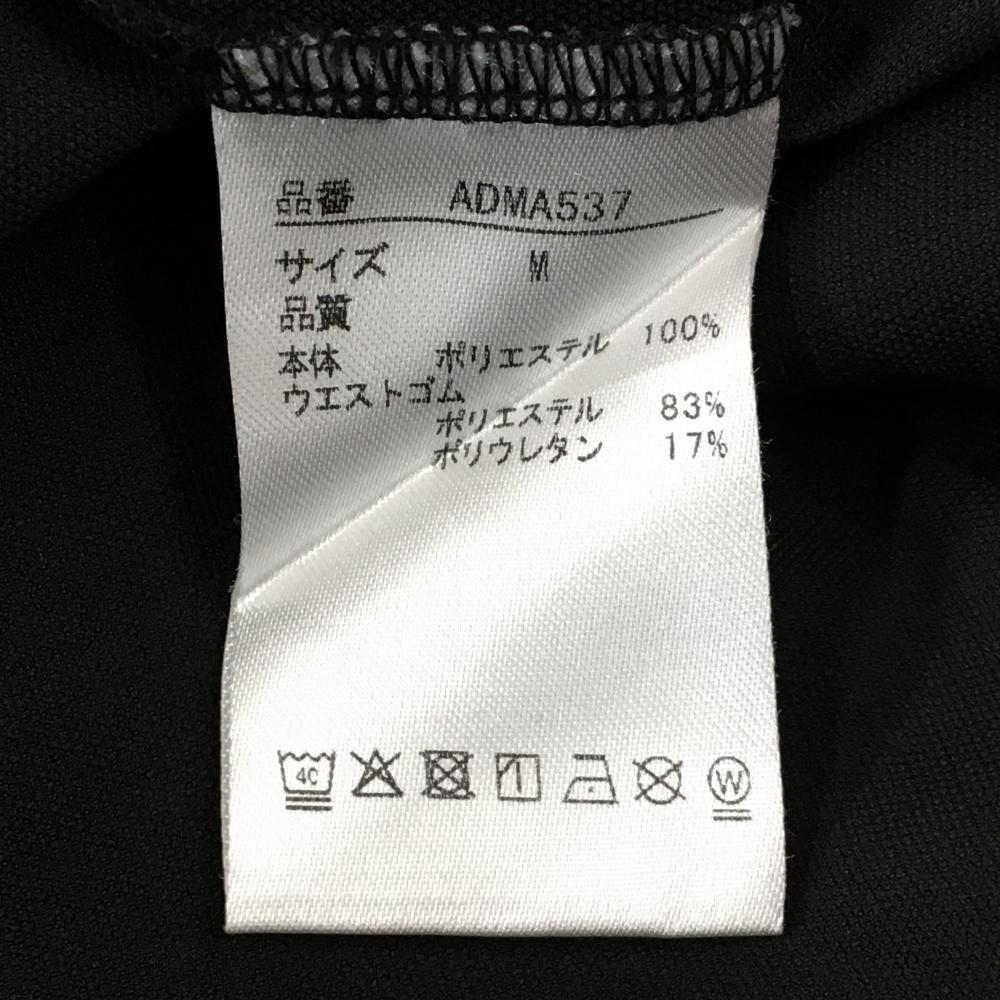 品番 ADMA537
サイズ M
品質
本体 ポリエステル 100%
ウエストゴム
ポリエステル 83%
ポリウレタン 17%
40 W